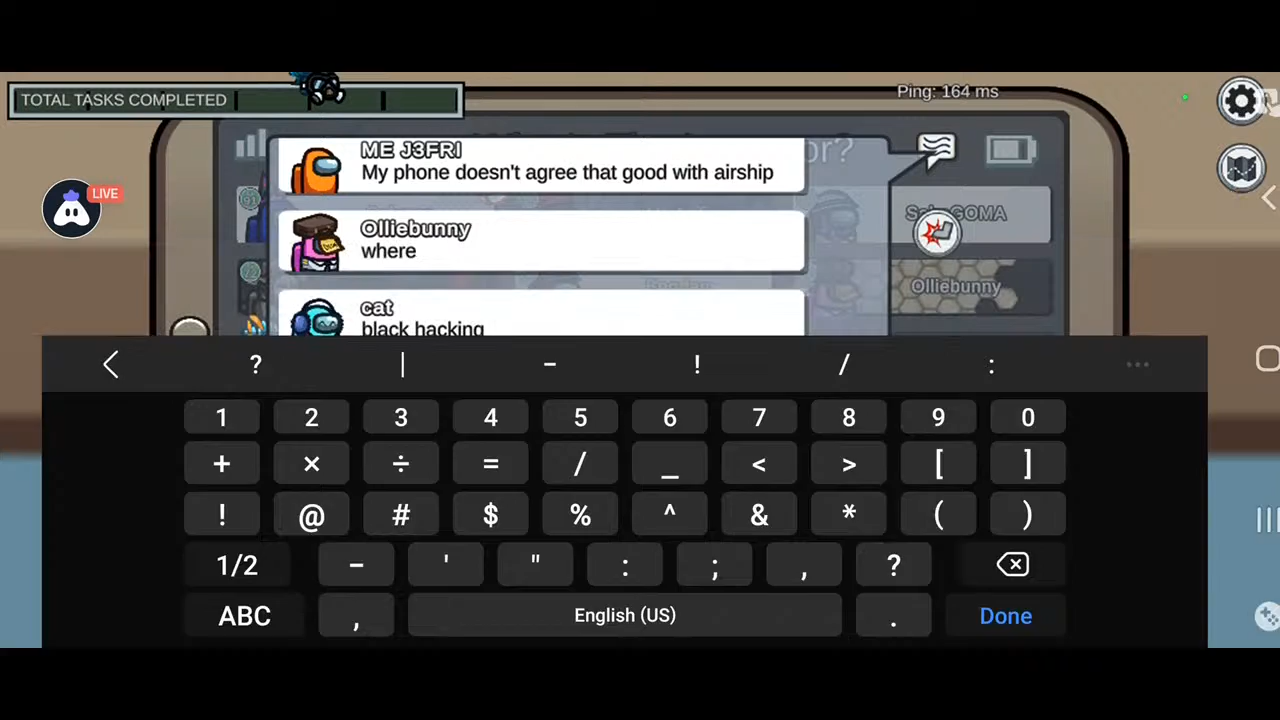 TOTAL TASKS COMPLETED
Ping: 164 ms
LIVE
or?
ME J3FRI
My phone doesn't agree that good with airship
Olliebunny
where
cat
black hacking
GOMA
Olliebunny
? | - ! / : ...
1 2 3 4 5 6 7 8 9 0
+ × ÷ = / _ < > [ ]
! @ # $ % ^ & * ( )
1/2 - ' " : ; , ?
ABC , English (US) . Done